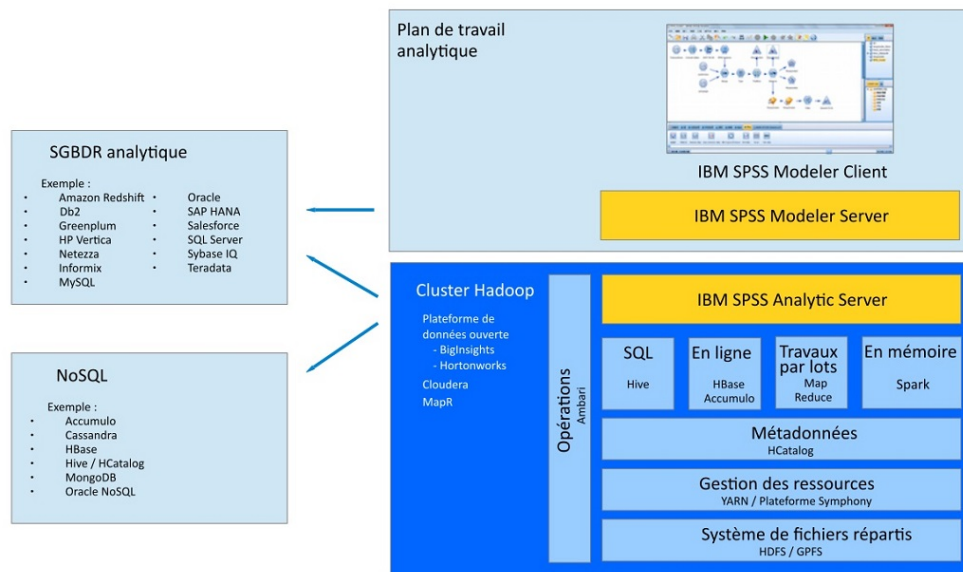 Plan de travail
analytique
IBM SPSS Modeler Client
IBM SPSS Modeler Server
SGBDR analytique
Exemple :
• Amazon Redshift
• Db2
• Greenplum
• HP Vertica
• Netezza
• Informix
• MySQL
• Oracle
• SAP HANA
• Salesforce
• SQL Server
• Sybase IQ
• Teradata
NoSQL
Exemple :
• Accumulo
• Cassandra
• HBase
• Hive / HCatalog
• MongoDB
• Oracle NoSQL
Cluster Hadoop
Plateforme de
données ouverte
- BigInsights
- Hortonworks
Cloudera
MapR
Opérations
Ambari
IBM SPSS Analytic Server
SQL
Hive
En ligne
HBase
Accumulo
Travaux
par lots
Map
Reduce
En mémoire
Spark
Métadonnées
HCatalog
Gestion des ressources
YARN / Plateforme Symphony
Système de fichiers répartis
HDFS / GPFS